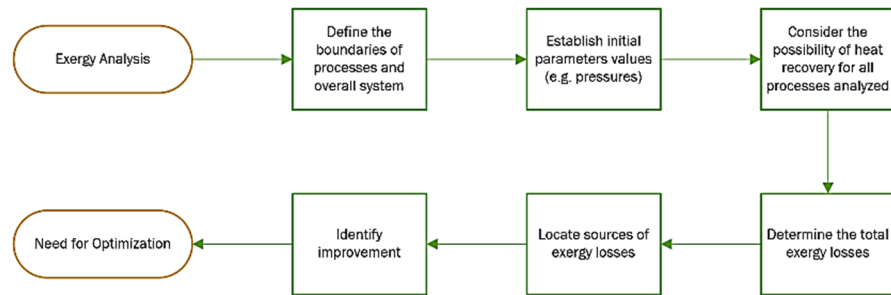 Exergy Analysis
Define the
boundaries of
processes and
overall system
Establish initial
parameters values
(e.g. pressures)
Consider the
possibility of heat
recovery for all
processes analyzed
Determine the total
exergy losses
Locate sources of
exergy losses
Identify
improvement
Need for Optimization